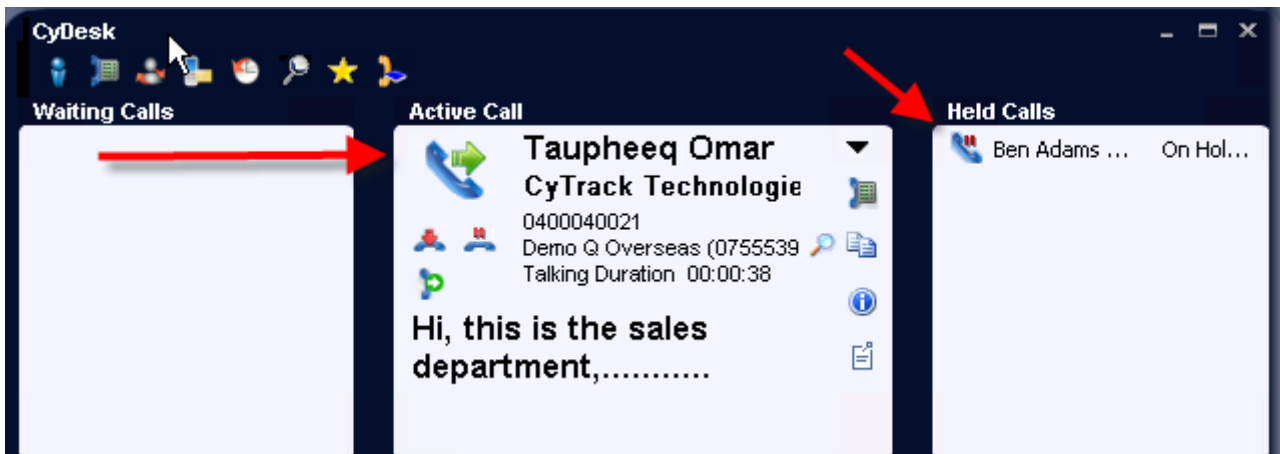 CyDesk
Waiting Calls
Active Call
Taupheeq Omar
CyTrack Technologie
0400040021
Demo Q Overseas (0755539
Talking Duration 00:00:38
Hi, this is the sales
department,...........
Held Calls
Ben Adams ... On Hol...